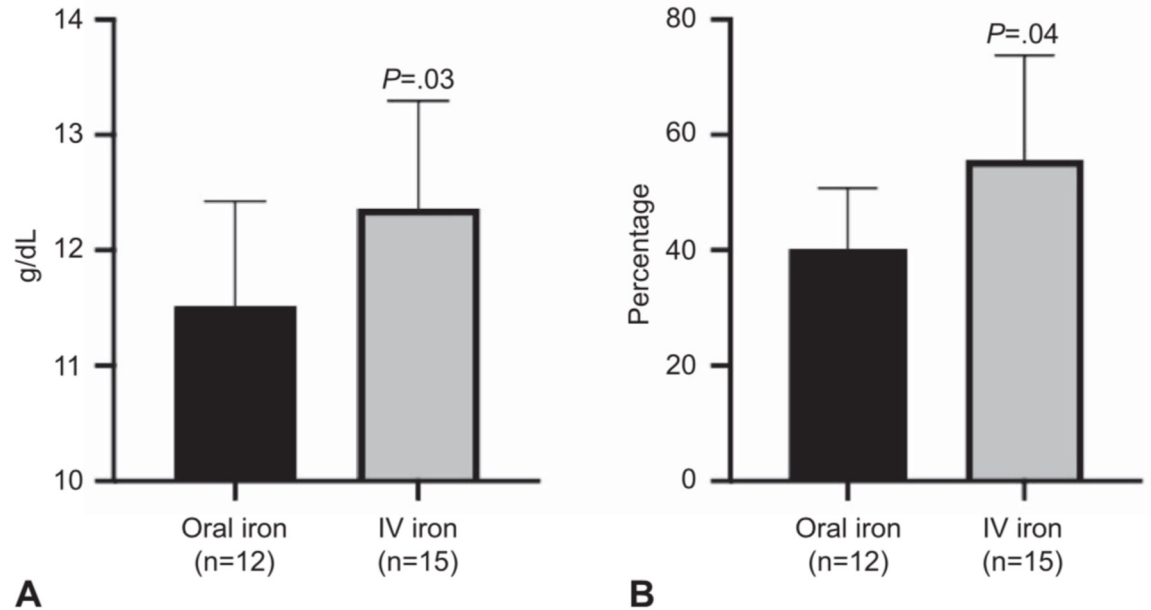 14
13
12
11
10
g/dL
P=.03
Oral iron
(n=12)
IV iron
(n=15)
A
80
60
40
20
0
Percentage
P=.04
Oral iron
(n=12)
IV iron
(n=15)
B